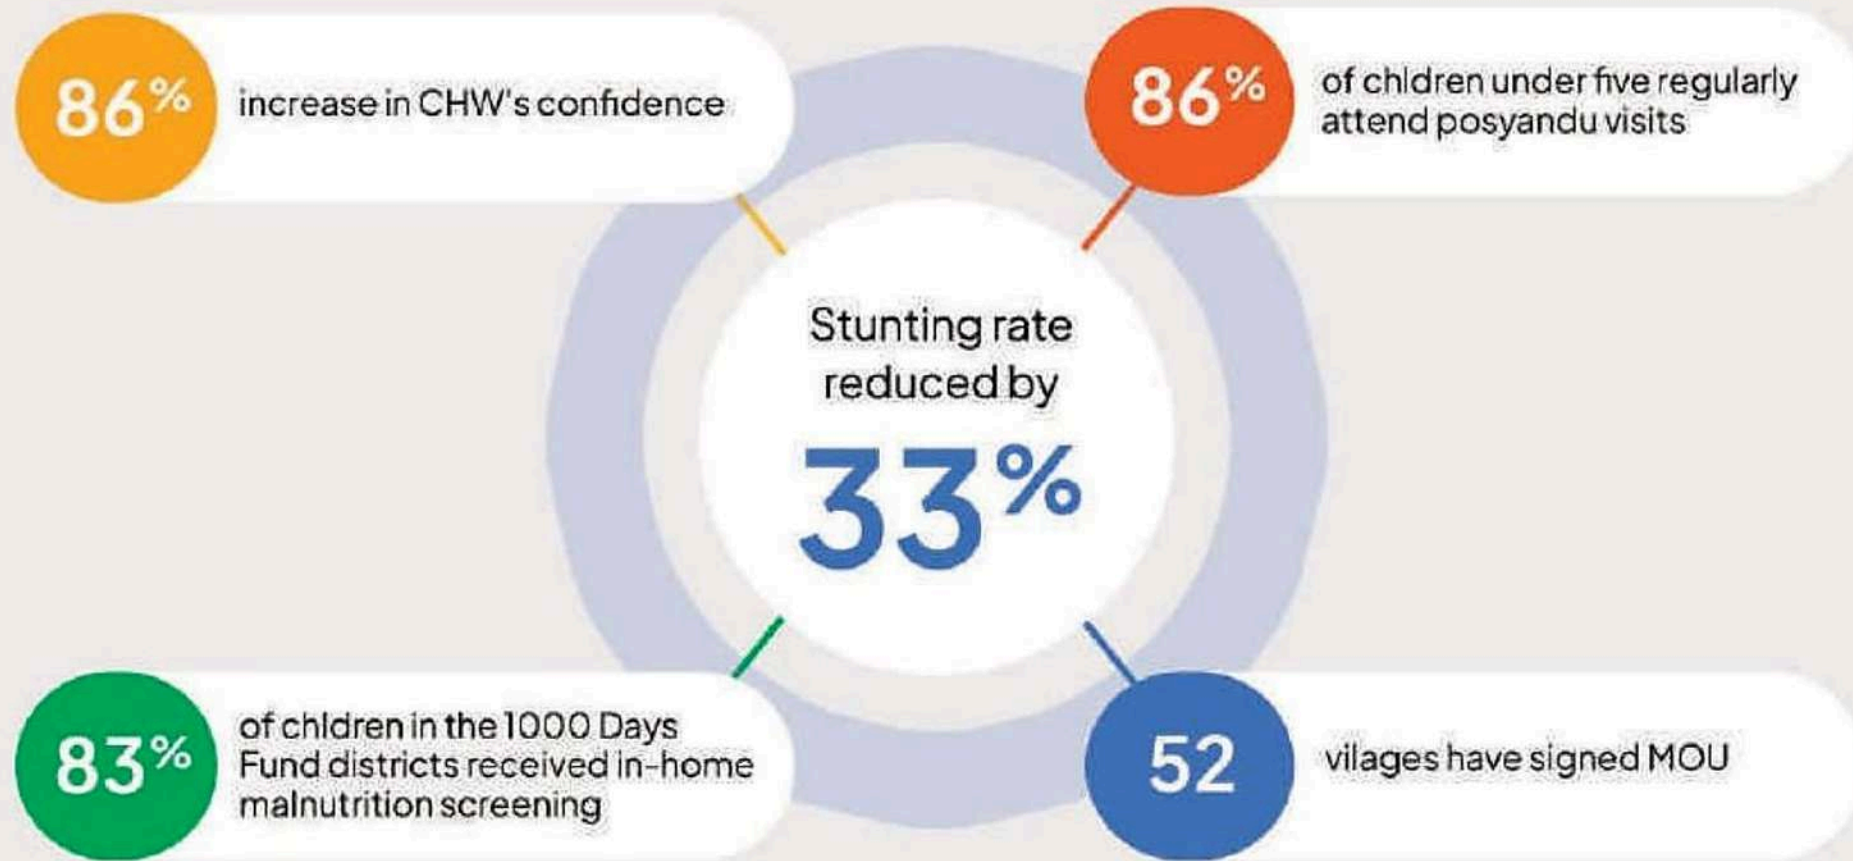 86% increase in CHW's confidence
86% of chldren under five regularly
attend posyandu visits
Stunting rate
reduced by
33%
83% of chldren in the 1000 Days
Fund districts received in-home
malnutrition screening
52 vilages have signed MOU